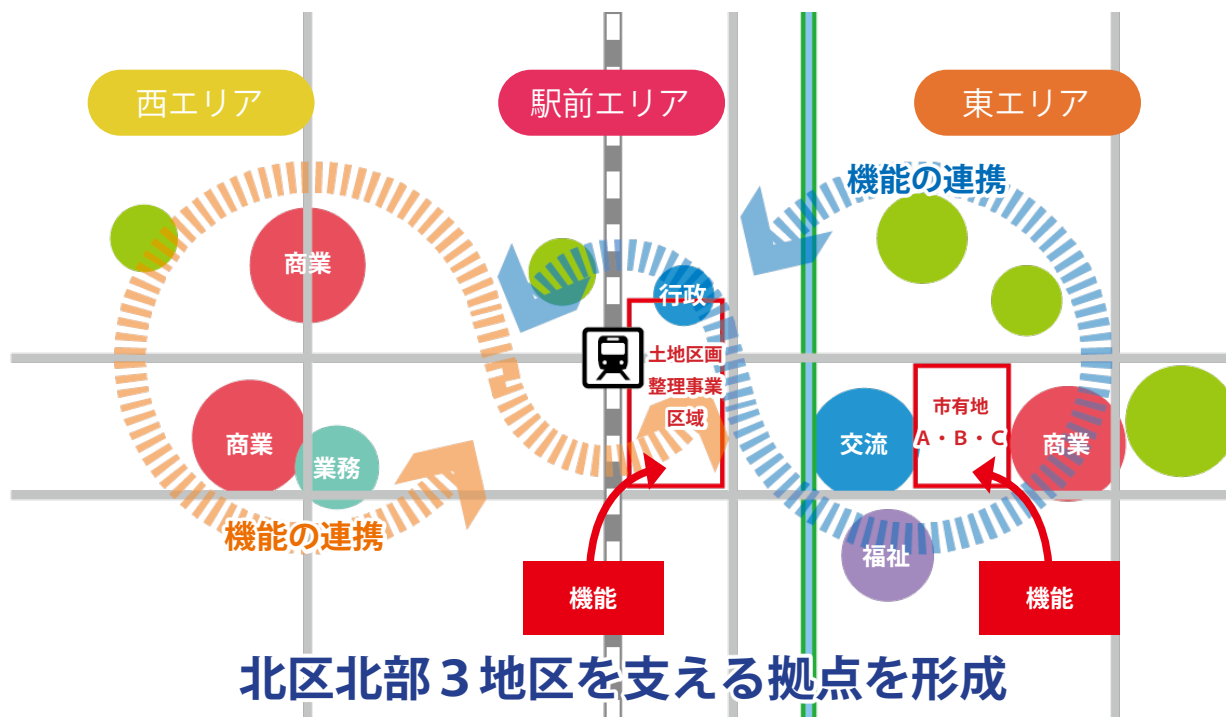 西エリア
駅前エリア
東エリア
機能の連携
商業
行政
土地区画
整理事業
区域
市有地
A・B・C
商業
業務
交流
商業
機能の連携
福祉
機能
機能
北区北部３地区を支える拠点を形成